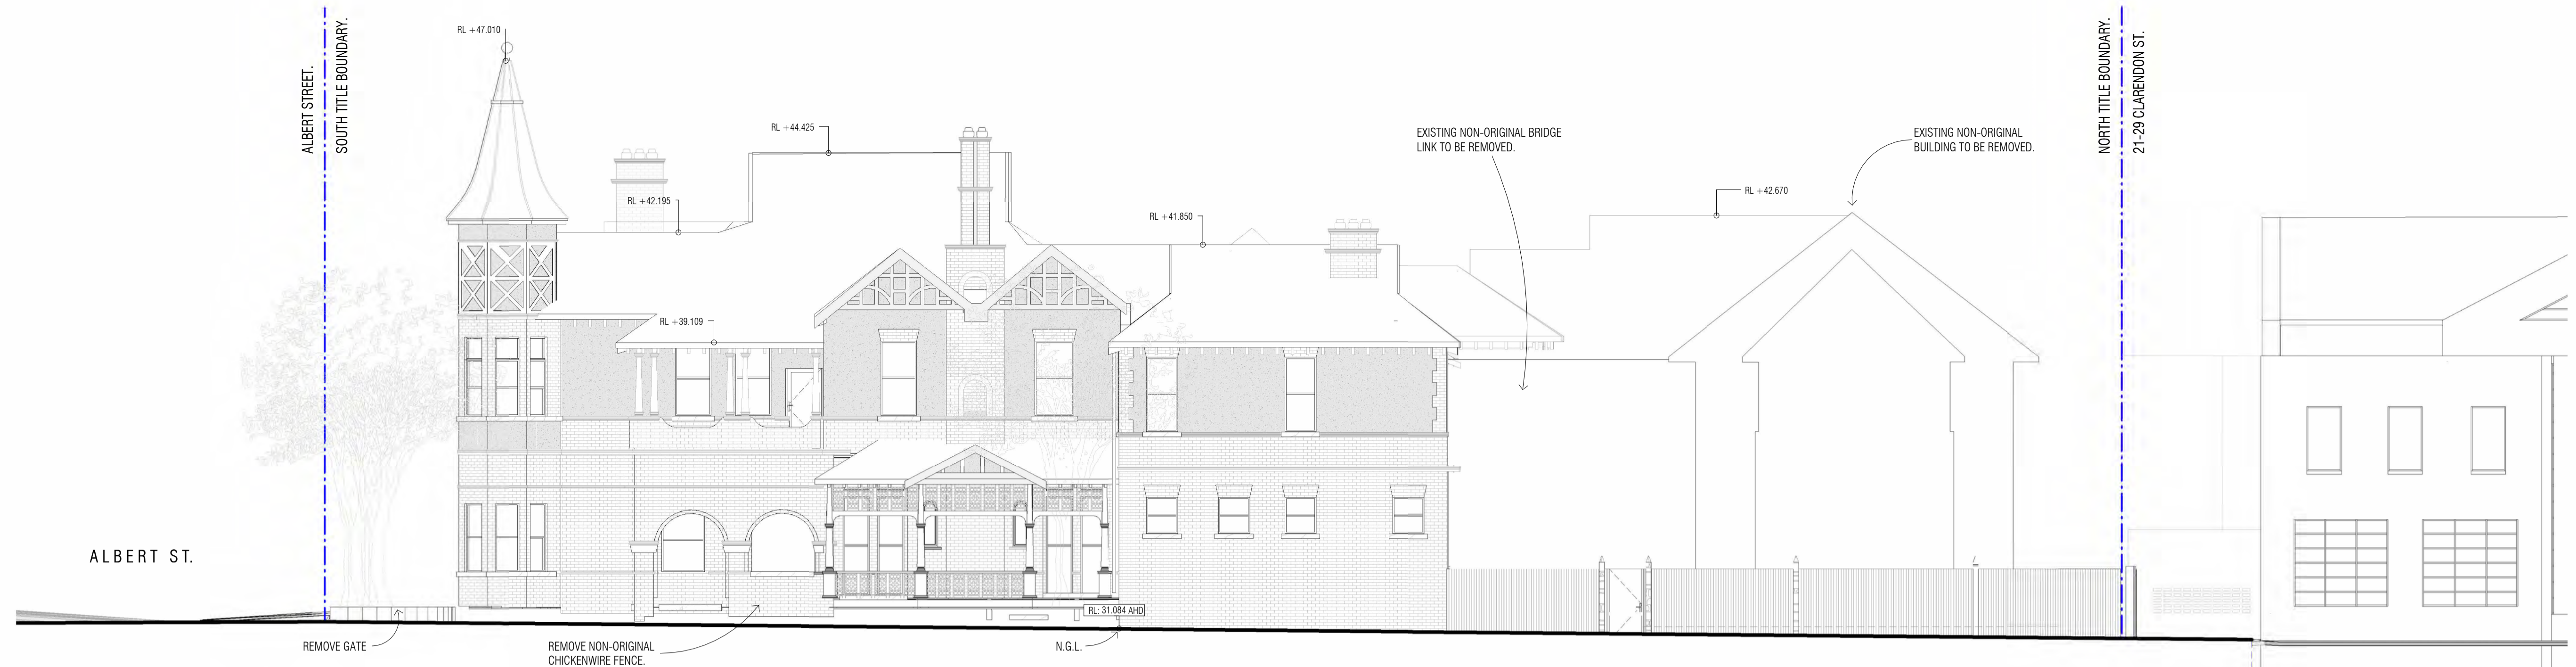 RL +47.010
ALBERT STREET.
SOUTH TITLE BOUNDARY.
RL +44.425
RL +42.195
RL +39.109
RL +41.850
EXISTING NON-ORIGINAL BRIDGE
LINK TO BE REMOVED.
EXISTING NON-ORIGINAL
BUILDING TO BE REMOVED.
RL +42.670
NORTH TITLE BOUNDARY.
21-29 CLARENDON ST.
ALBERT ST.
RL: 31.084 AHD
REMOVE GATE
REMOVE NON-ORIGINAL
CHICKENWIRE FENCE.
N.G.L.